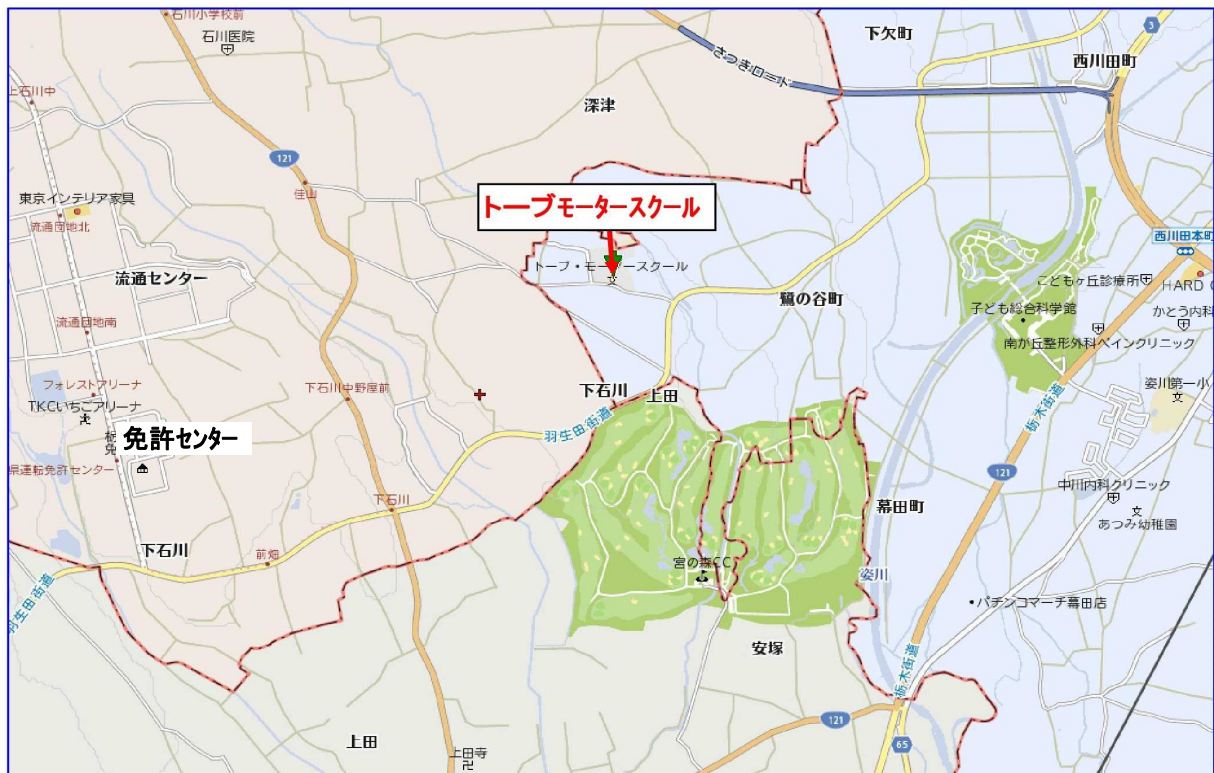 石川小学校前
石川医院
上石川中
さつきロード
下欠町
3
西川田町
深津
121
佳山
東京インテリア家具
流通団地北
トーブモータースクール
西川田本町
流通センター
トーブ・モータースクール
鷺の谷町
こどもヶ丘診療所
HARD
子ども総合科学館
かとう内科
流通団地南
南が丘整形外科ペインクリニック
フォレストアリーナ
下石川中野屋前
下石川
上田
姿川第一小
TKCいちごアリーナ
羽生田街道
栃木街道
免許センター
県運転免許センター
121
中川内科クリニック
下石川
幕田町
あつみ幼稚園
下石川
前畑
宮の森CC
姿川
羽生田街道
パチンコマーチ幕田店
安塚
栃木街道
121
上田
65
上田寺